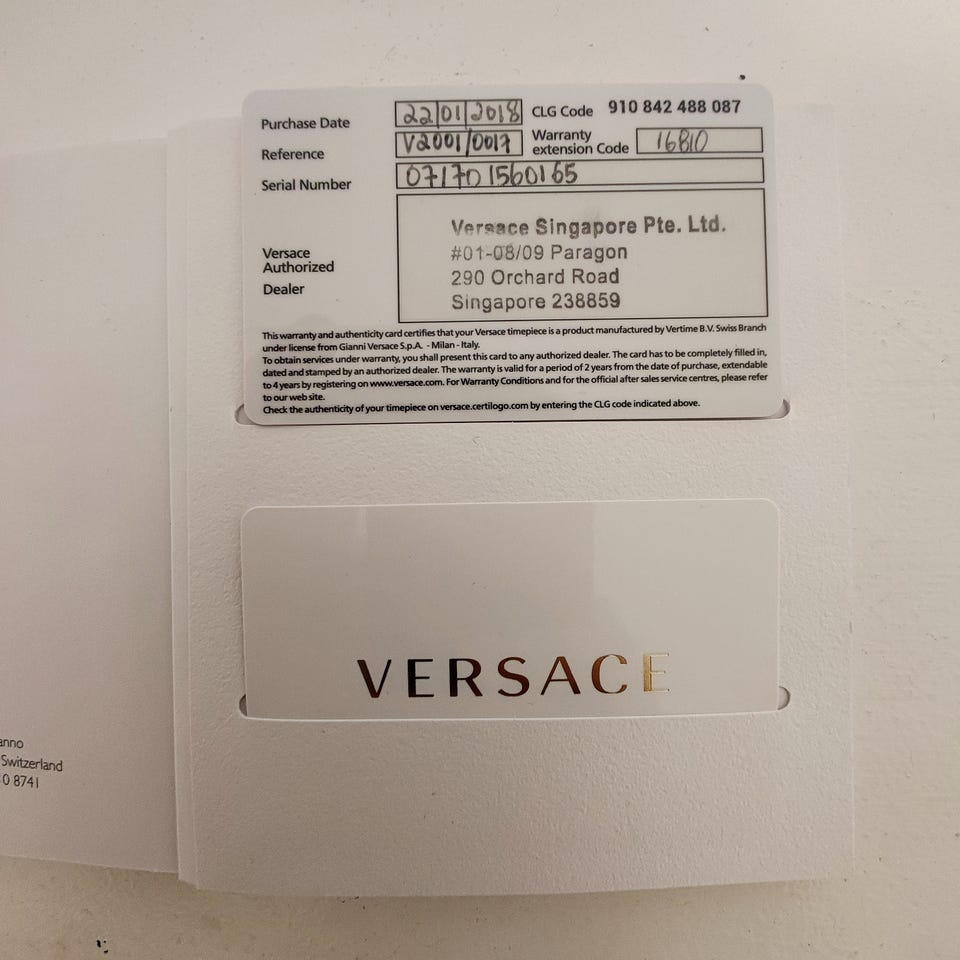 Purchase Date 22|01|2018 CLG Code 910 842 488 087
Reference V2001/0017 Warranty extension Code 16810
Serial Number 071701560165
Versace Authorized Dealer
Versace Singapore Pte. Ltd.
#01-08/09 Paragon
290 Orchard Road
Singapore 238859
This warranty and authenticity card certifies that your Versace timepiece is a product manufactured by Vertime B.V. Swiss Branch
under license from Gianni Versace S.p.A. - Milan - Italy.
To obtain services under warranty, you shall present this card to any authorized dealer. The card has to be completely filled in,
dated and stamped by an authorized dealer. The warranty is valid for a period of 2 years from the date of purchase, extendable
to 4 years by registering on www.versace.com. For Warranty Conditions and for the official after sales service centres, please refer
to our web site.
Check the authenticity of your timepiece on versace.certilogo.com by entering the CLG code indicated above.
VERSACE
anno
Switzerland
0 8741